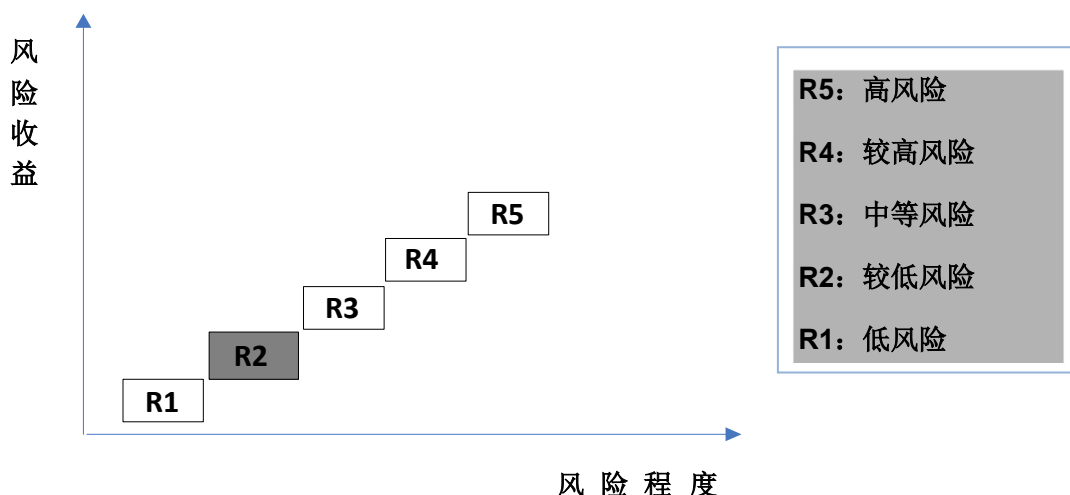 风
险
收
益
R5：高风险
R4：较高风险
R3：中等风险
R2：较低风险
R1：低风险
R5
R4
R3
R2
R1
风 险 程 度